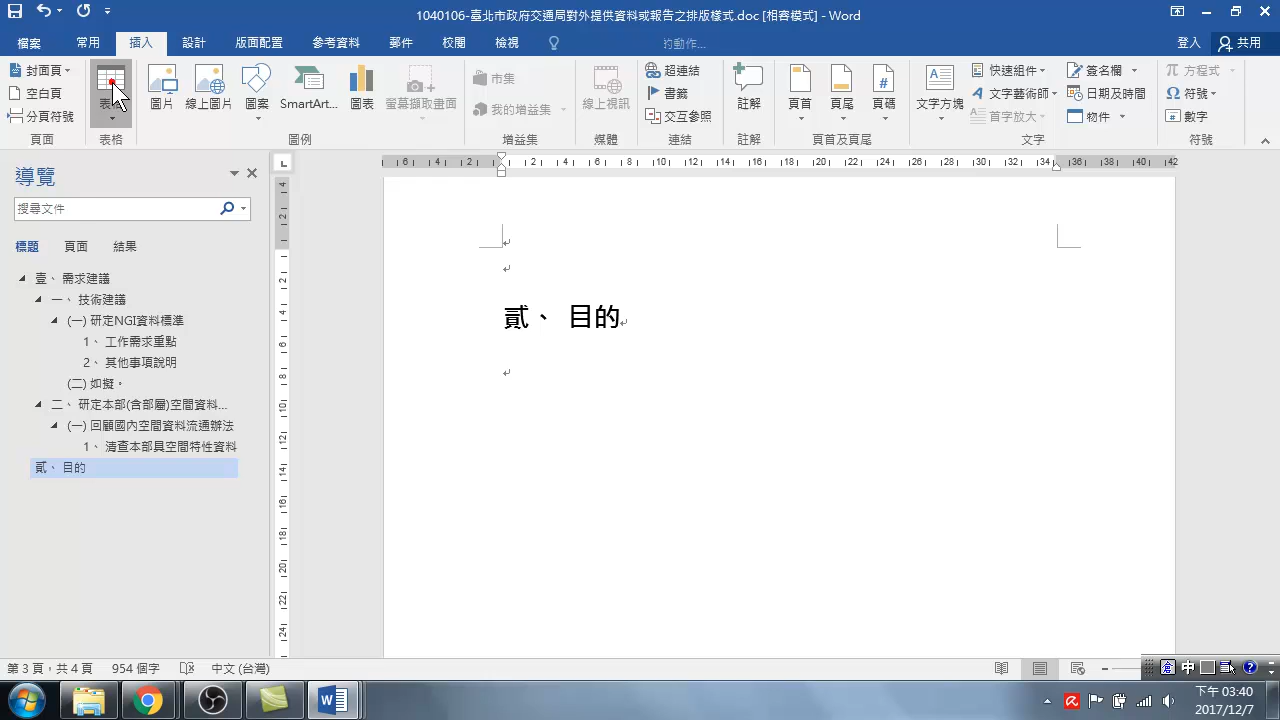 1040106-臺北市政府交通局對外提供資料或報告之排版樣式.doc [相容模式] - Word
檔案 常用 插入 設計 版面配置 參考資料 郵件 校閱 檢視 登入 共用
封面頁 空白頁 分頁符號 頁面
表格
圖片 線上圖片 圖案 SmartArt... 圖表 螢幕擷取畫面 圖例
市集 我的增益集 增益集
線上視訊 媒體
超連結 書籤 交互參照 連結
註解 註解
頁首 頁尾 頁碼 頁首及頁尾
文字方塊 快速組件 文字藝術師 首字放大 簽名欄 日期及時間 物件 文字
方程式 符號 數字 符號
導覽
搜尋文件
標題 頁面 結果
壹、 需求建議
一、 技術建議
(一) 研定NGI資料標準
1、 工作需求重點
2、 其他事項說明
(二) 如擬。
二、 研定本部(含部屬)空間資料...
(一) 回顧國內空間資料流通辦法
1、 清查本部具空間特性資料
貳、 目的
貳、 目的
第 3 頁，共 4 頁 954 個字 中文 (台灣)
中
下午 03:40
2017/12/7